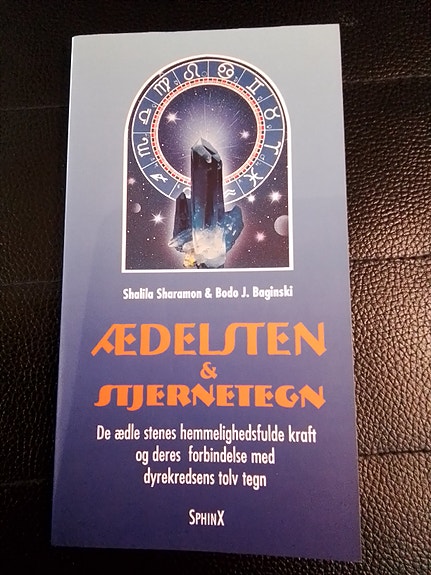 Shalila Sharamon & Bodo J. Baginski
ÆDELSTEN
&
STJERNETEGN
De ædle stenes hemmelighedsfulde kraft
og deres forbindelse med
dyrekredsens tolv tegn
SPHINX